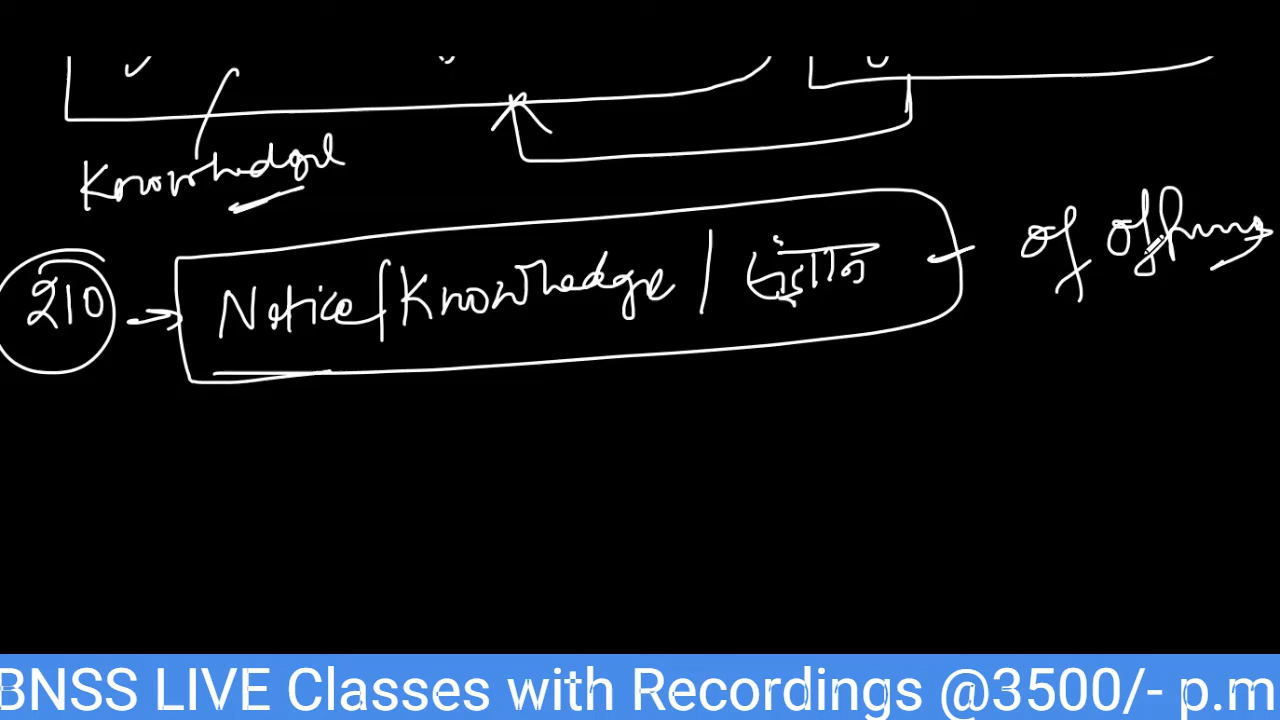 Knowledge
210 → Notice/Knowledge/ - of offence
BNSS LIVE Classes with Recordings @3500/- p.m